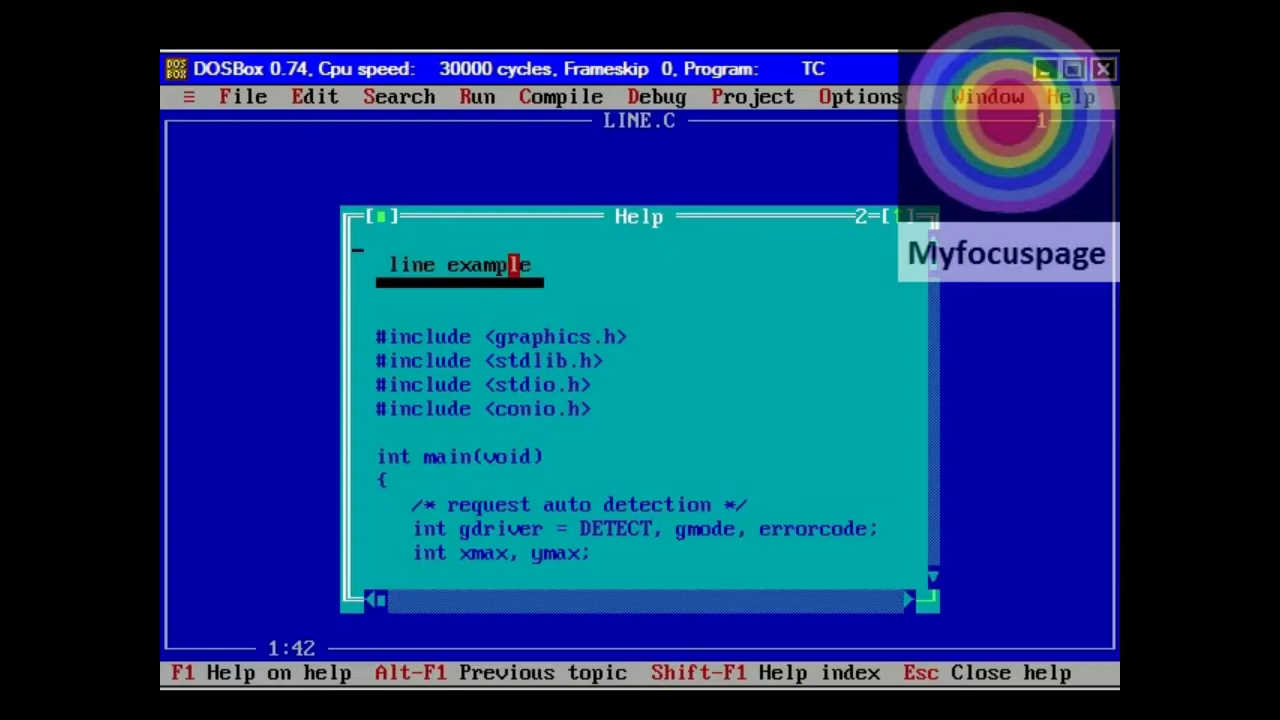 DOS BOX DOSBox 0.74, Cpu speed: 30000 cycles, Frameskip 0, Program: TC
≡ File Edit Search Run Compile Debug Project Options Window Help
LINE.C 1
[■] Help 2=[↑]
Myfocuspage
line example
#include <graphics.h>
#include <stdlib.h>
#include <stdio.h>
#include <conio.h>
int main(void)
{
/* request auto detection */
int gdriver = DETECT, gmode, errorcode;
int xmax, ymax;
1:42
F1 Help on help Alt-F1 Previous topic Shift-F1 Help index Esc Close help